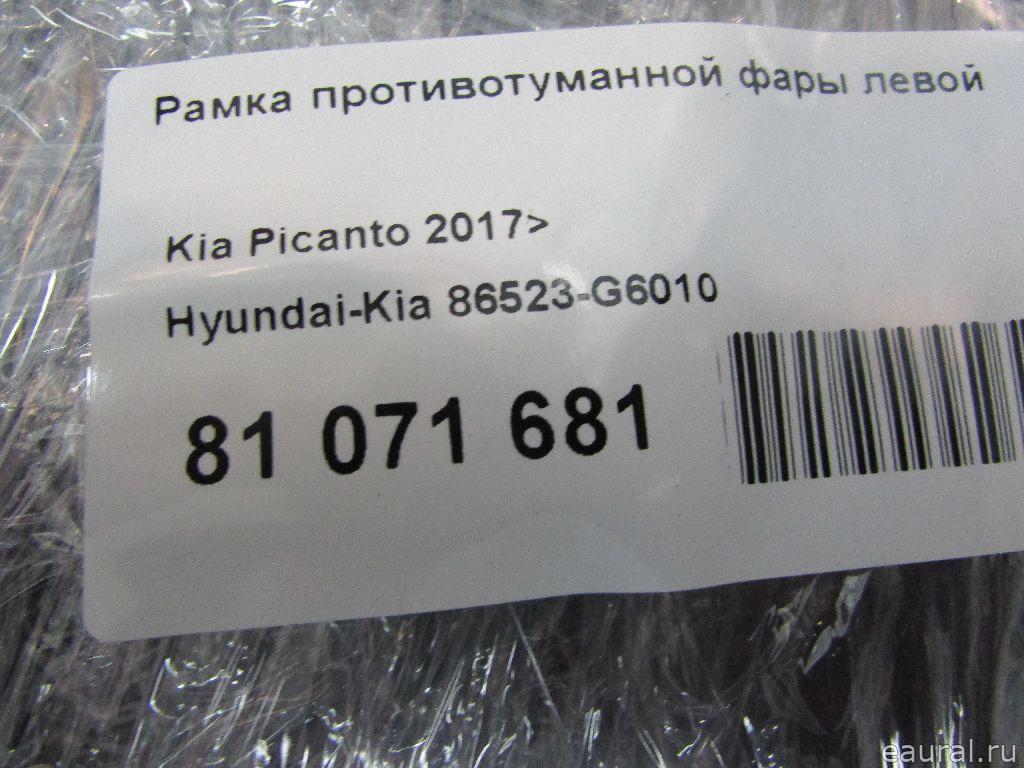 Рамка противотуманной фары левой
Kia Picanto 2017>
Hyundai-Kia 86523-G6010
81 071 681
eaural.ru